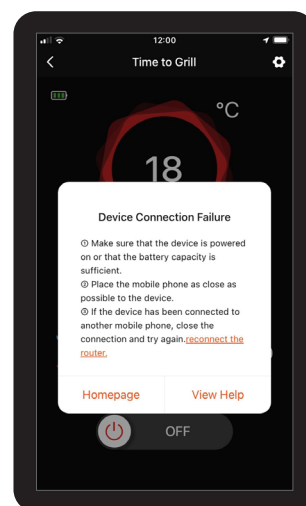 12:00
Time to Grill
°C
18
Device Connection Failure
① Make sure that the device is powered
on or that the battery capacity is
sufficient.
② Place the mobile phone as close as
possible to the device.
③ If the device has been connected to
another mobile phone, close the
connection and try again.reconnect the
router.
Homepage
View Help
OFF